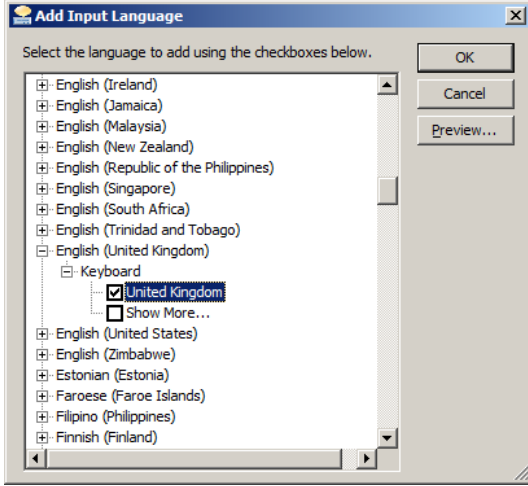 Add Input Language
Select the language to add using the checkboxes below.
English (Ireland)
English (Jamaica)
English (Malaysia)
English (New Zealand)
English (Republic of the Philippines)
English (Singapore)
English (South Africa)
English (Trinidad and Tobago)
English (United Kingdom)
Keyboard
United Kingdom
Show More...
English (United States)
English (Zimbabwe)
Estonian (Estonia)
Faroese (Faroe Islands)
Filipino (Philippines)
Finnish (Finland)
OK
Cancel
Preview...